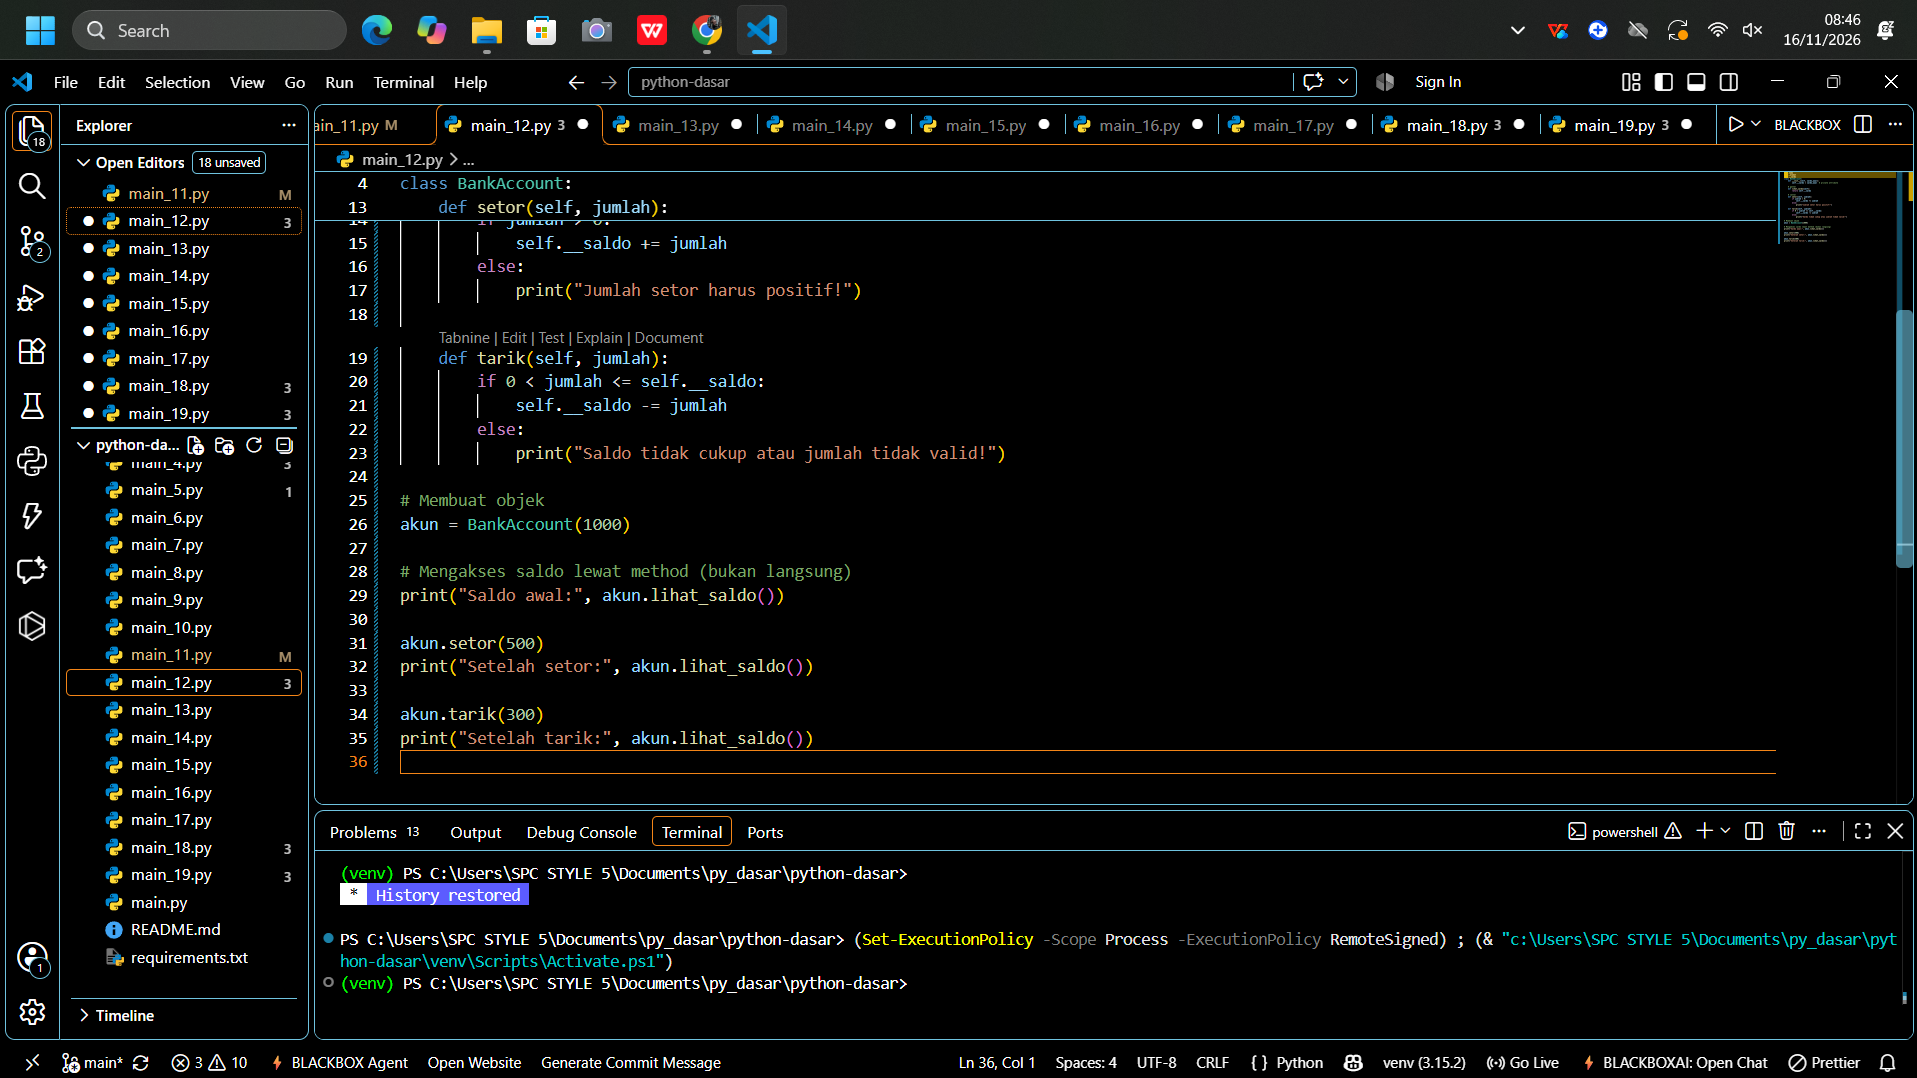 Search
08:46
16/11/2026
File Edit Selection View Go Run Terminal Help
python-dasar
Sign In
Explorer
Open Editors 18 unsaved
main_11.py M
main_12.py 3
main_13.py
main_14.py
main_15.py
main_16.py
main_17.py
main_18.py 3
main_19.py 3
python-da...
main_4.py 3
main_5.py 1
main_6.py
main_7.py
main_8.py
main_9.py
main_10.py
main_11.py M
main_12.py 3
main_13.py
main_14.py
main_15.py
main_16.py
main_17.py
main_18.py 3
main_19.py 3
main.py
README.md
requirements.txt
Timeline
18
2
1
ain_11.py M main_12.py 3 main_13.py main_14.py main_15.py main_16.py main_17.py main_18.py 3 main_19.py 3 BLACKBOX
main_12.py > ...
4 class BankAccount:
13 def setor(self, jumlah):
14 if jumlah > 0:
15 self.__saldo += jumlah
16 else:
17 print("Jumlah setor harus positif!")
18
Tabnine | Edit | Test | Explain | Document
19 def tarik(self, jumlah):
20 if 0 < jumlah <= self.__saldo:
21 self.__saldo -= jumlah
22 else:
23 print("Saldo tidak cukup atau jumlah tidak valid!")
24
25 # Membuat objek
26 akun = BankAccount(1000)
27
28 # Mengakses saldo lewat method (bukan langsung)
29 print("Saldo awal:", akun.lihat_saldo())
30
31 akun.setor(500)
32 print("Setelah setor:", akun.lihat_saldo())
33
34 akun.tarik(300)
35 print("Setelah tarik:", akun.lihat_saldo())
36
Problems 13 Output Debug Console Terminal Ports
powershell
(venv) PS C:\Users\SPC STYLE 5\Documents\py_dasar\python-dasar>
* History restored
PS C:\Users\SPC STYLE 5\Documents\py_dasar\python-dasar> (Set-ExecutionPolicy -Scope Process -ExecutionPolicy RemoteSigned) ; (& "c:\Users\SPC STYLE 5\Documents\py_dasar\pyt
hon-dasar\venv\Scripts\Activate.ps1")
(venv) PS C:\Users\SPC STYLE 5\Documents\py_dasar\python-dasar>
main* 3 10 BLACKBOX Agent Open Website Generate Commit Message
Ln 36, Col 1 Spaces: 4 UTF-8 CRLF { } Python venv (3.15.2) Go Live BLACKBOXAI: Open Chat Prettier